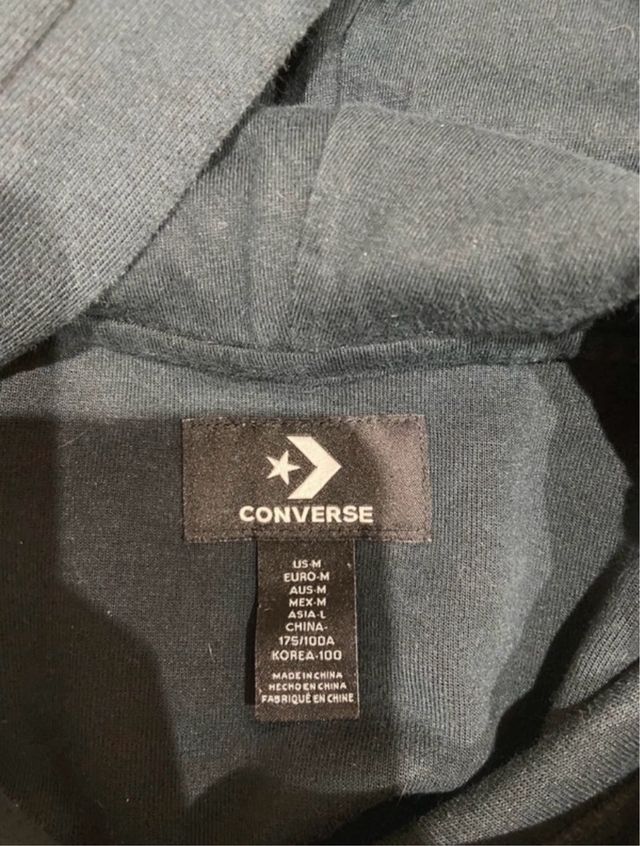 CONVERSE
US-M
EURO-M
AUS-M
MEX-M
ASIA-L
CHINA-
175/100A
KOREA-100
MADE IN CHINA
HECHO EN CHINA
FABRIQUÉ EN CHINE